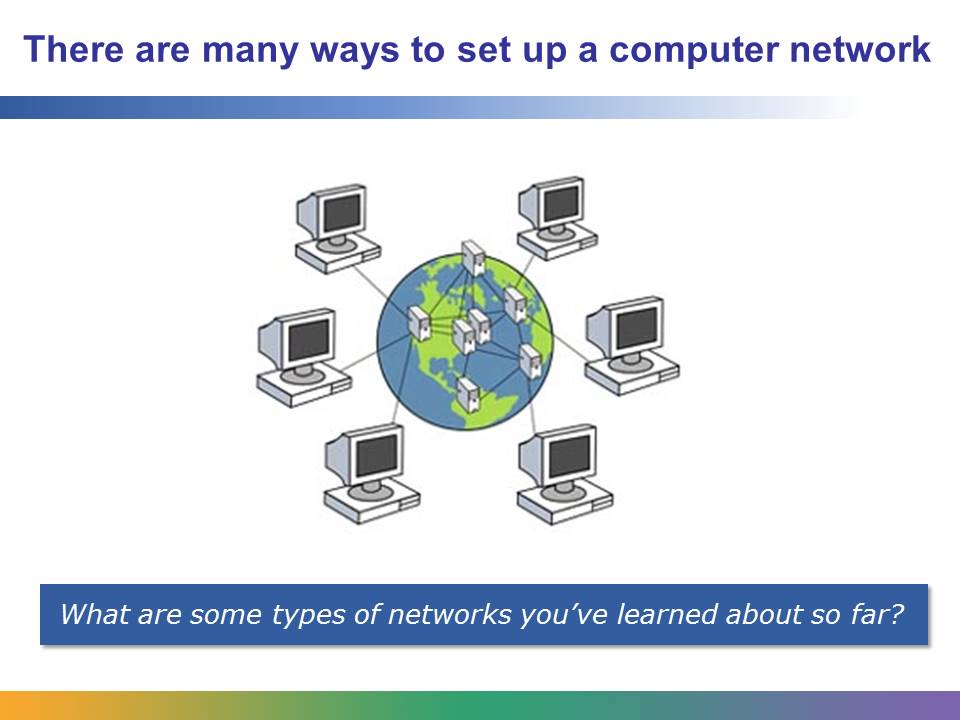 There are many ways to set up a computer network
What are some types of networks you’ve learned about so far?